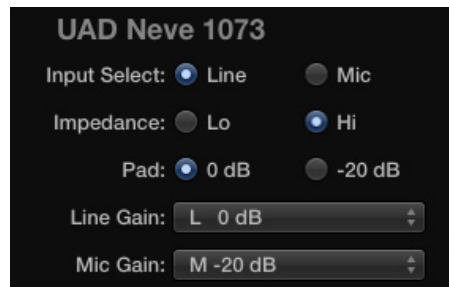 UAD Neve 1073
Input Select: Line Mic
Impedance: Lo Hi
Pad: 0 dB -20 dB
Line Gain: L 0 dB
Mic Gain: M -20 dB